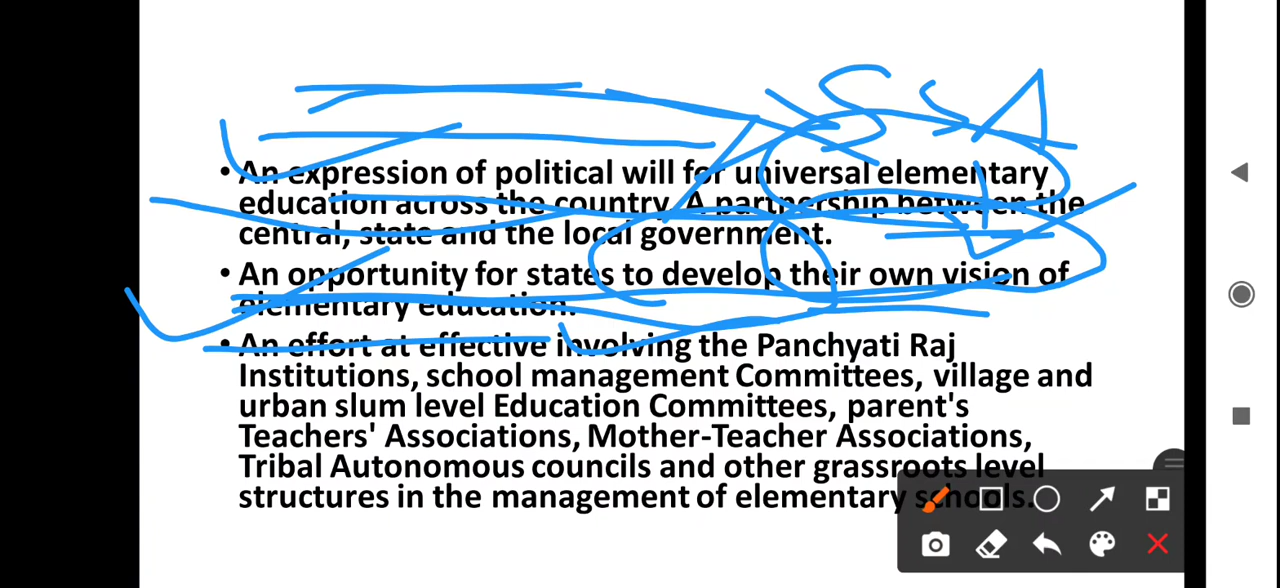 SSA
• An expression of political will for universal elementary
education across the country. A partnership between the
central, state and the local government.
• An opportunity for states to develop their own vision of
elementary education.
• An effort at effective involving the Panchyati Raj
Institutions, school management Committees, village and
urban slum level Education Committees, parent's
Teachers' Associations, Mother-Teacher Associations,
Tribal Autonomous councils and other grassroots level
structures in the management of elementary schools.